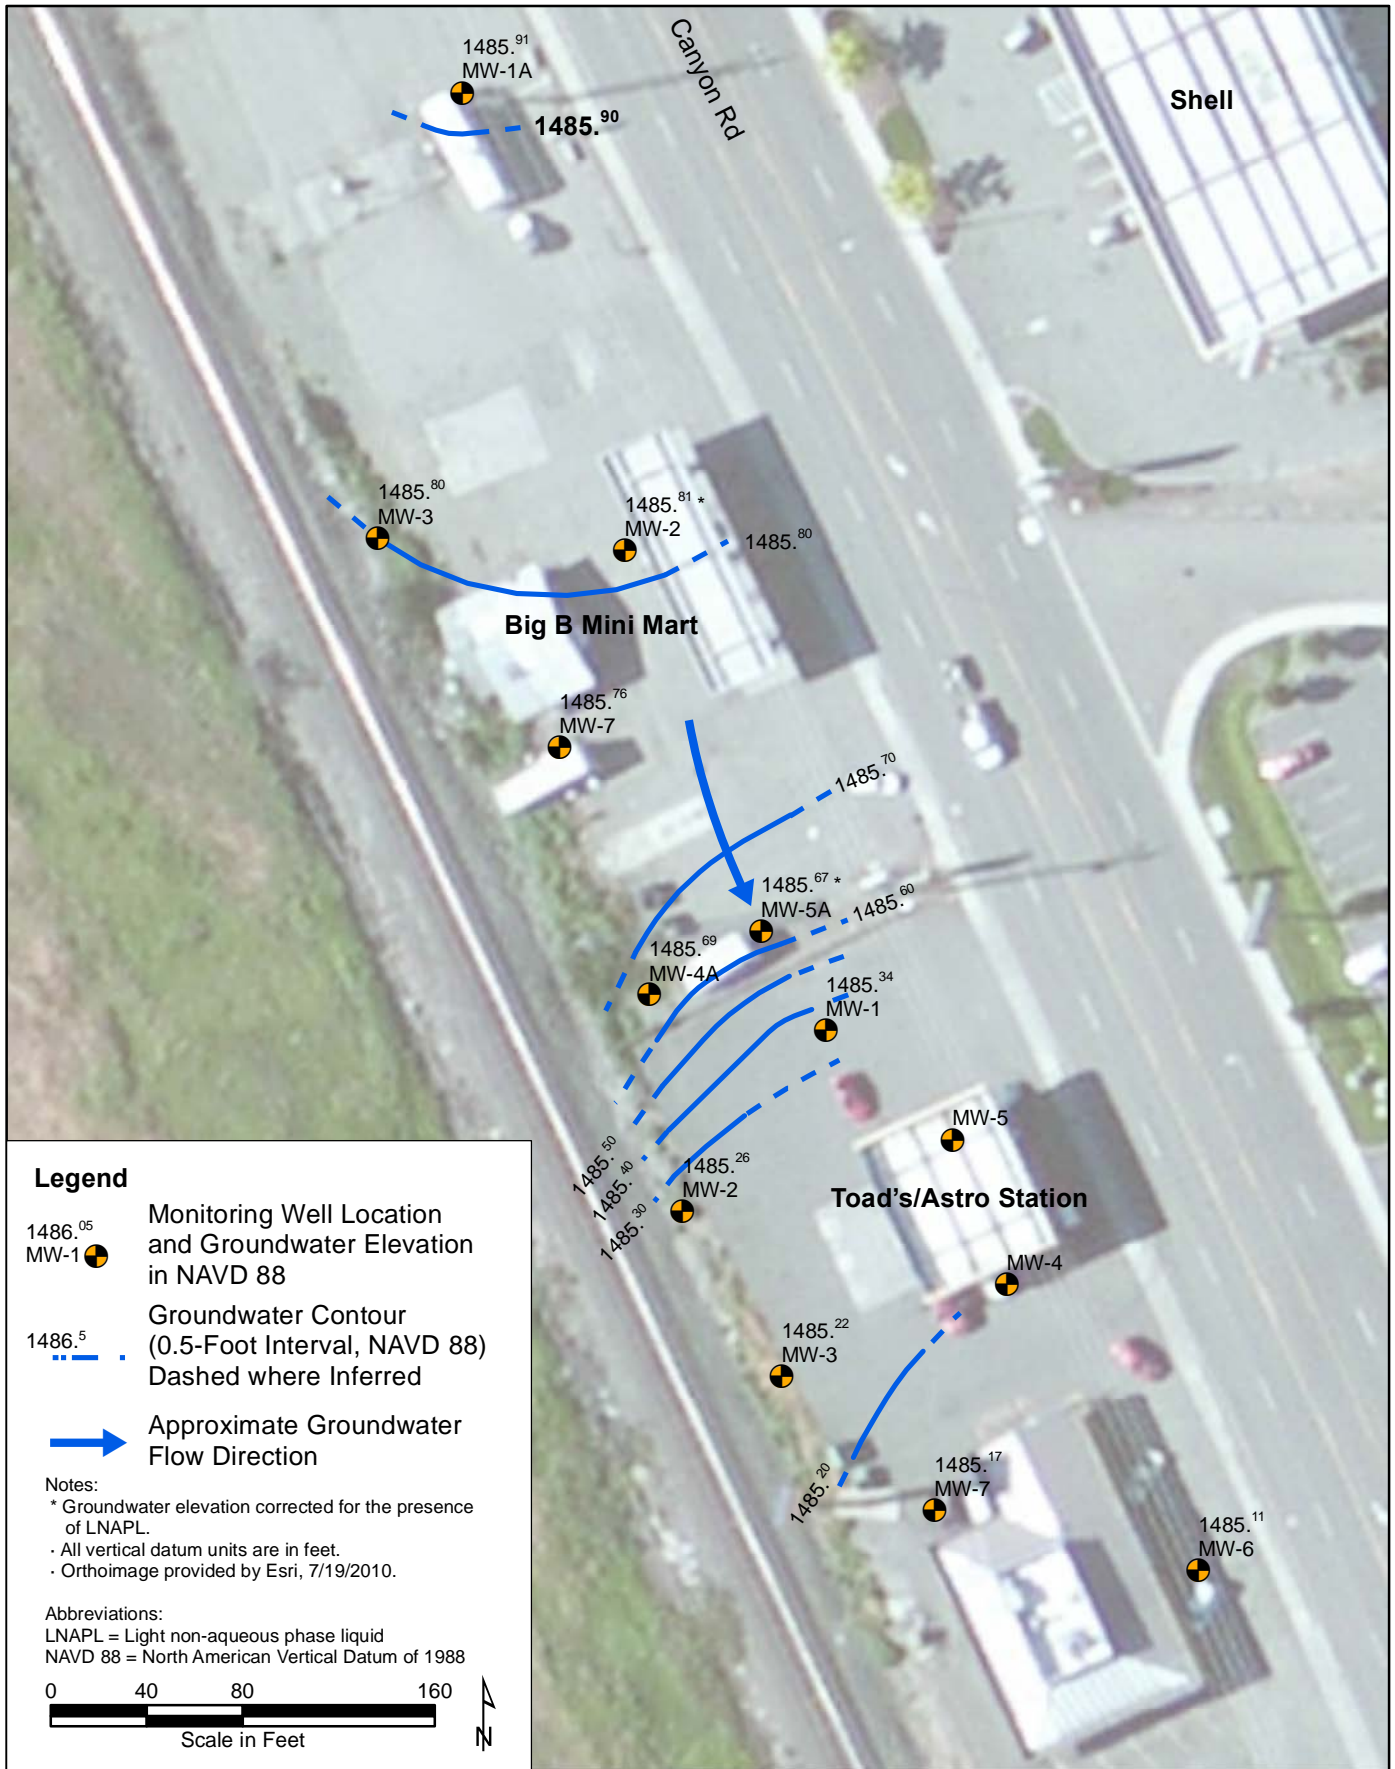 1485.91
MW-1A
1485.90
Canyon Rd
Shell
1485.80
MW-3
1485.81 *
MW-2
1485.80
Big B Mini Mart
1485.76
MW-7
1485.70
1485.67 *
MW-5A
1485.60
1485.69
MW-4A
1485.34
MW-1
1485.50
1485.40
1485.30
1485.26
MW-2
MW-5
Toad's/Astro Station
MW-4
1485.22
MW-3
1485.20
1485.17
MW-7
1485.11
MW-6
Legend
1486.05
MW-1
Monitoring Well Location
and Groundwater Elevation
in NAVD 88
1486.5
Groundwater Contour
(0.5-Foot Interval, NAVD 88)
Dashed where Inferred
Approximate Groundwater
Flow Direction
Notes:
* Groundwater elevation corrected for the presence
of LNAPL.
· All vertical datum units are in feet.
· Orthoimage provided by Esri, 7/19/2010.
Abbreviations:
LNAPL = Light non-aqueous phase liquid
NAVD 88 = North American Vertical Datum of 1988
0 40 80 160
Scale in Feet
N